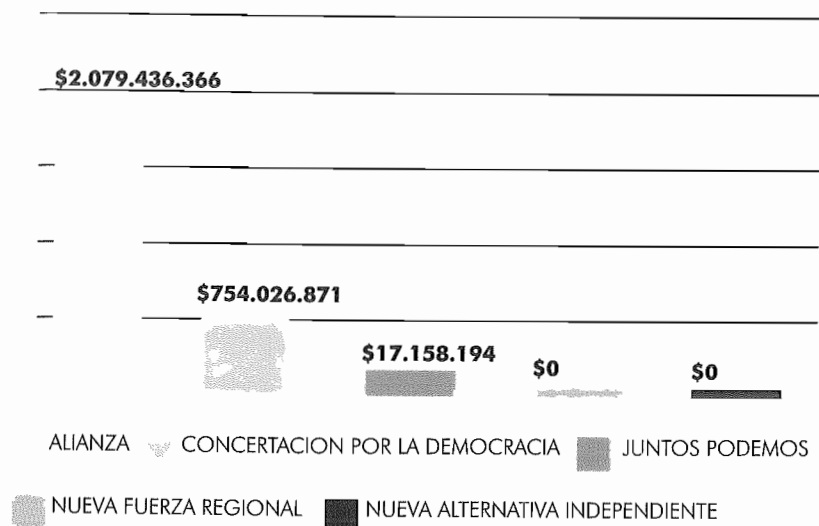 $2.079.436.366
$754.026.871
$17.158.194
$0
$0
ALIANZA CONCERTACION POR LA DEMOCRACIA JUNTOS PODEMOS
NUEVA FUERZA REGIONAL NUEVA ALTERNATIVA INDEPENDIENTE